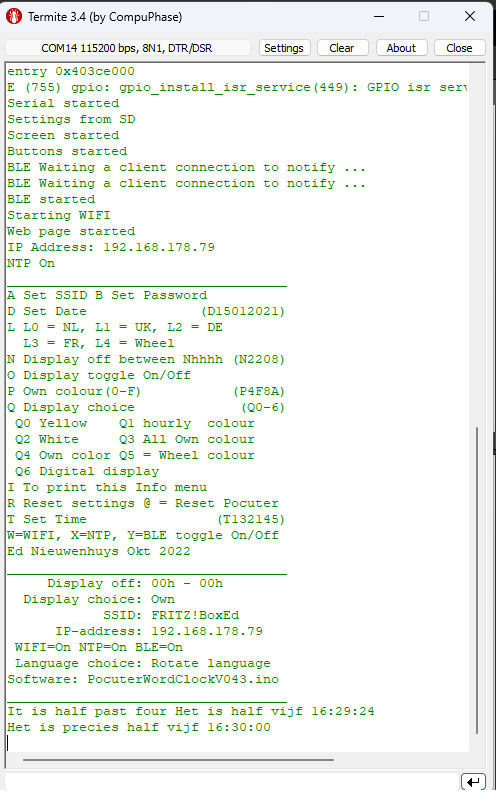 Termite 3.4 (by CompuPhase)
COM14 115200 bps, 8N1, DTR/DSR Settings Clear About Close
entry 0x403ce000
E (755) gpio: gpio_install_isr_service(449): GPIO isr serv
Serial started
Settings from SD
Screen started
Buttons started
BLE Waiting a client connection to notify ...
BLE Waiting a client connection to notify ...
BLE started
Starting WIFI
Web page started
IP Address: 192.168.178.79
NTP On
___________________________________
A Set SSID B Set Password
D Set Date (D15012021)
L L0 = NL, L1 = UK, L2 = DE
L3 = FR, L4 = Wheel
N Display off between Nhhhh (N2208)
O Display toggle On/Off
P Own colour(0-F) (P4F8A)
Q Display choice (Q0-6)
Q0 Yellow Q1 hourly colour
Q2 White Q3 All Own colour
Q4 Own color Q5 = Wheel colour
Q6 Digital display
I To print this Info menu
R Reset settings @ = Reset Pocuter
T Set Time (T132145)
W=WIFI, X=NTP, Y=BLE toggle On/Off
Ed Nieuwenhuys Okt 2022
___________________________________
Display off: 00h - 00h
Display choice: Own
SSID: FRITZ!BoxEd
IP-address: 192.168.178.79
WIFI=On NTP=On BLE=On
Language choice: Rotate language
Software: PocuterWordClockV043.ino
___________________________________
It is half past four Het is half vijf 16:29:24
Het is precies half vijf 16:30:00